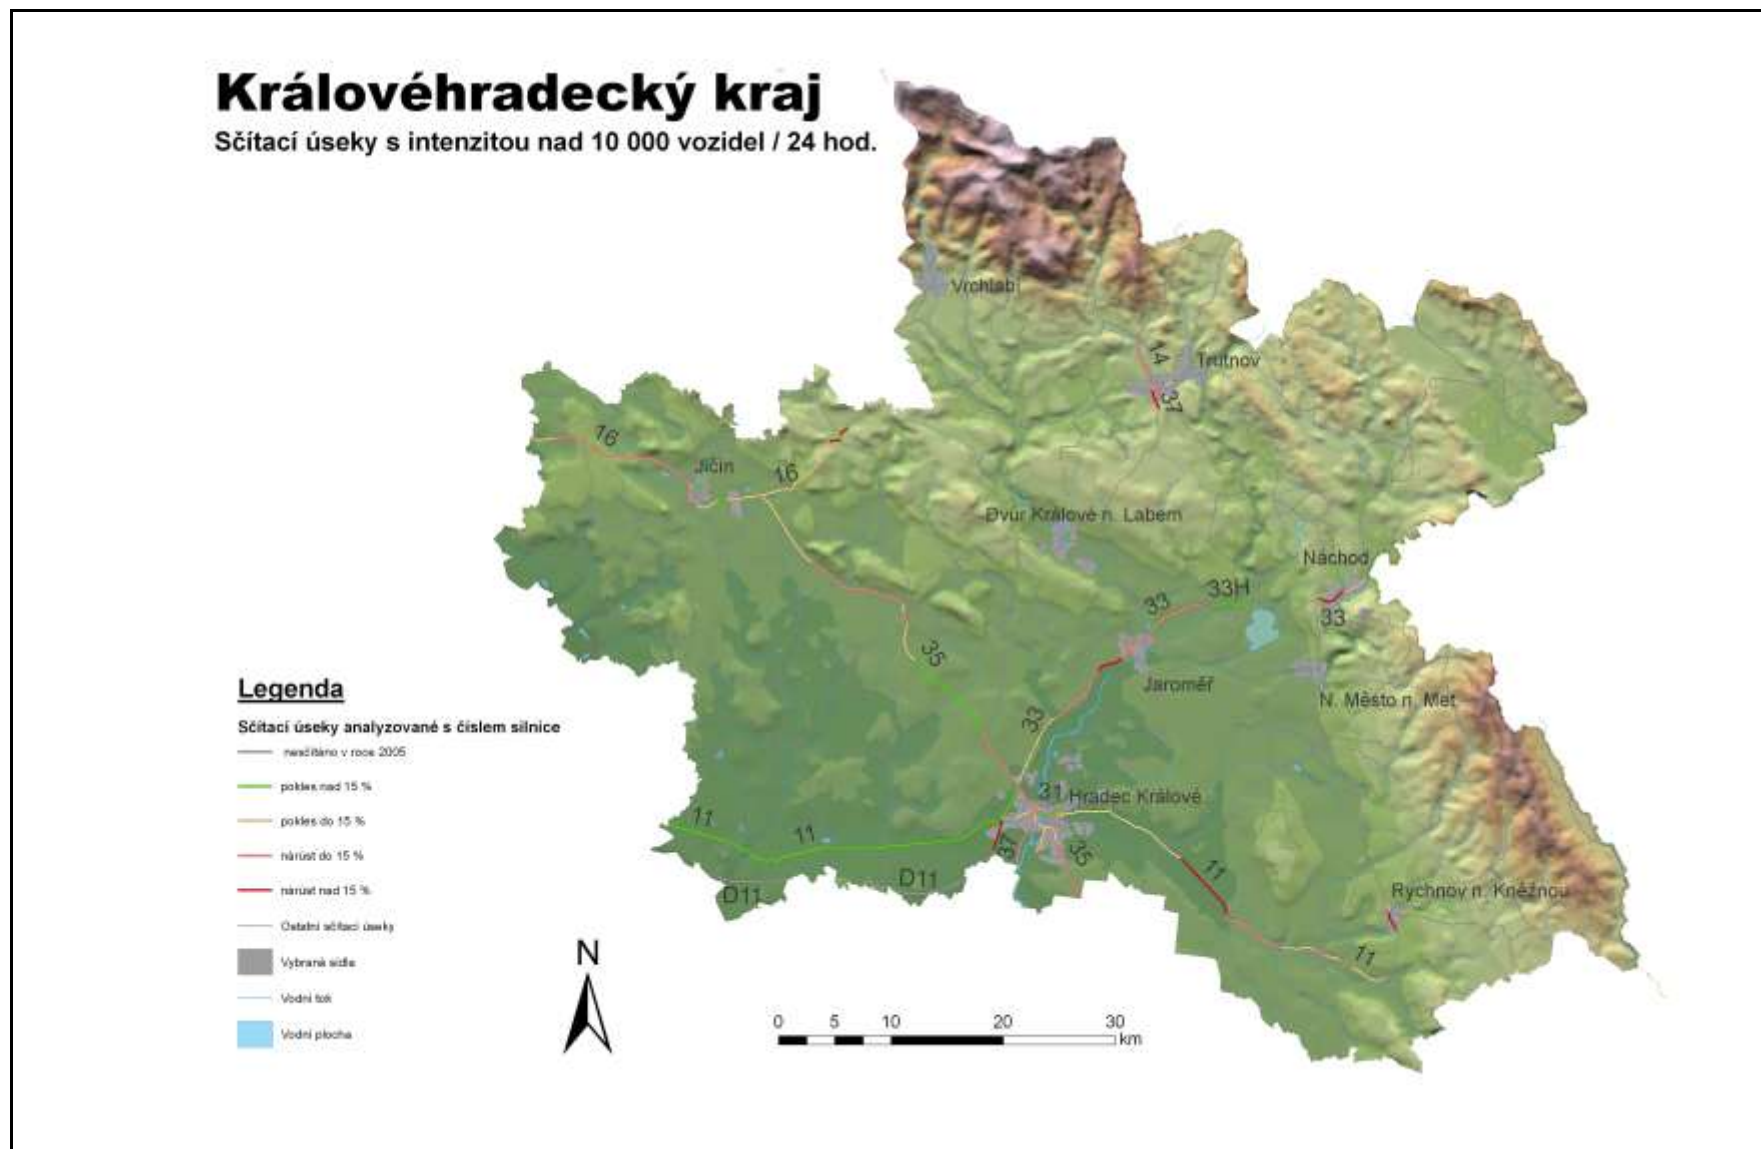 Královéhradecký kraj
Sčítací úseky s intenzitou nad 10 000 vozidel / 24 hod.
Vrchlabí
14
Trutnov
37
16
Jičín
16
Dvůr Králové n. Labem
Náchod
33
33H
33
35
Jaroměř
N. Město n. Met
33
31
Hradec Králové
11
11
37
35
11
D11
D11
Rychnov n. Kněžnou
11
Legenda
Sčítací úseky analyzované s číslem silnice
nesčítáno v roce 2005
pokles nad 15 %
pokles do 15 %
nárůst do 15 %
nárůst nad 15 %
Ostatní sčítací úseky
Vybraná sídla
Vodní tok
Vodní plocha
N
0 5 10 20 30
km